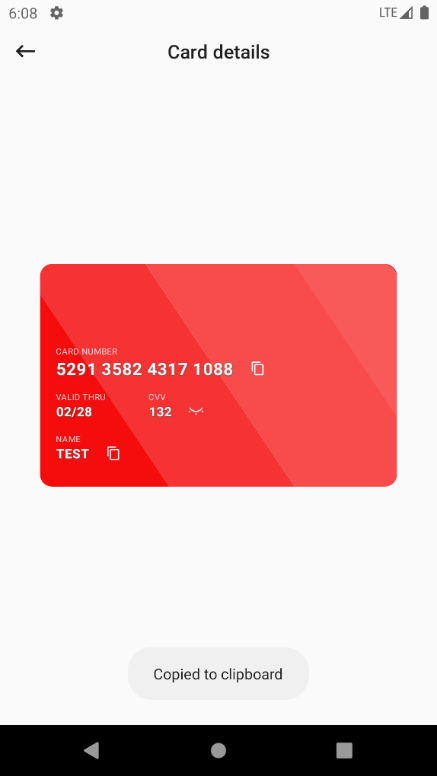 6:08 LTE
Card details
CARD NUMBER
5291 3582 4317 1088
VALID THRU CVV
02/28 132
NAME
TEST
Copied to clipboard